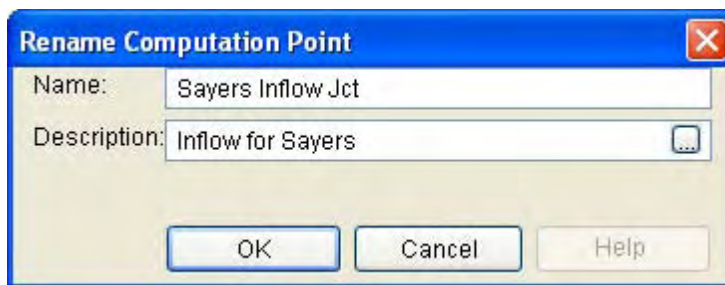 Rename Computation Point
Name: Sayers Inflow Jct
Description: Inflow for Sayers ...
OK Cancel Help